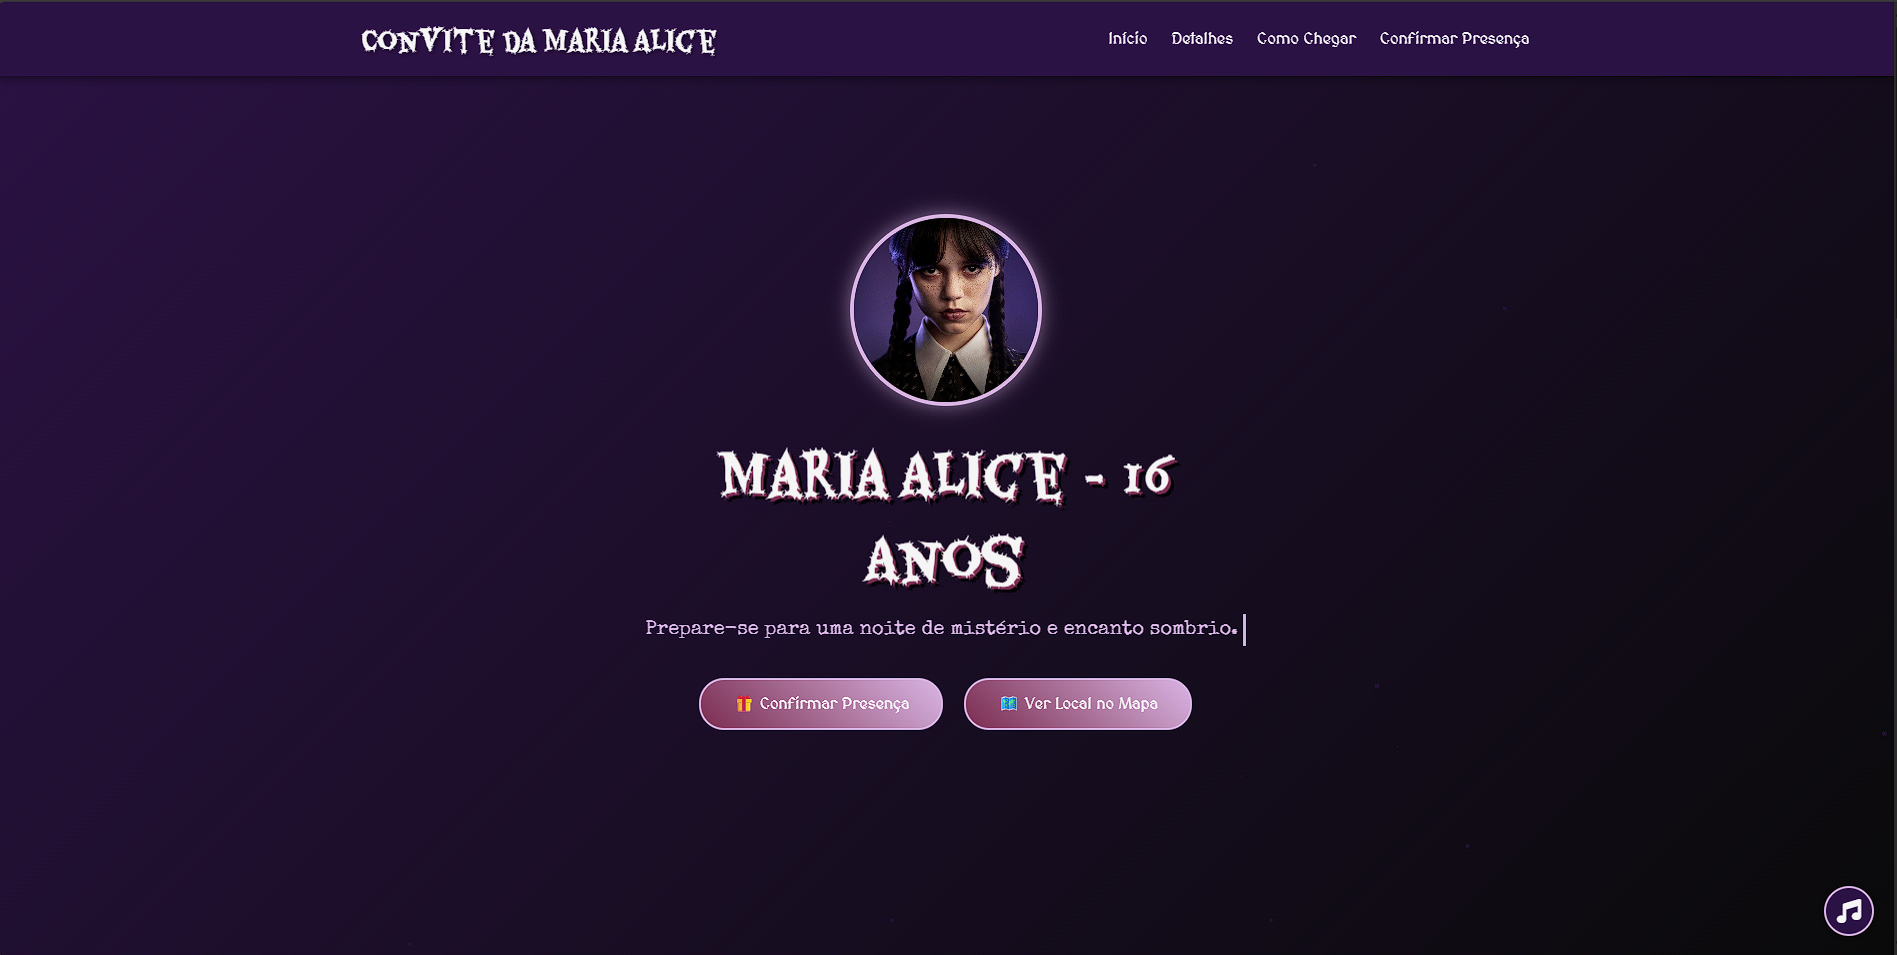 CONVITE DA MARIA ALICE
Início Detalhes Como Chegar Confirmar Presença
MARIA ALICE - 16
ANOS
Prepare-se para uma noite de mistério e encanto sombrio.
Confirmar Presença
Ver Local no Mapa